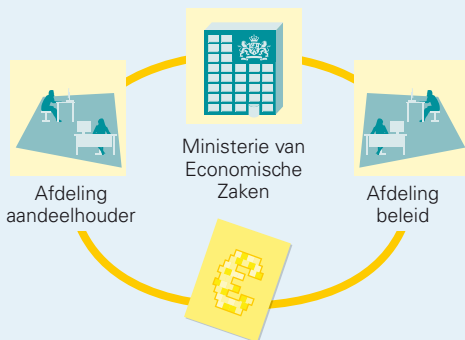 Ministerie van
Economische
Zaken
Afdeling
aandeelhouder
Afdeling
beleid
€